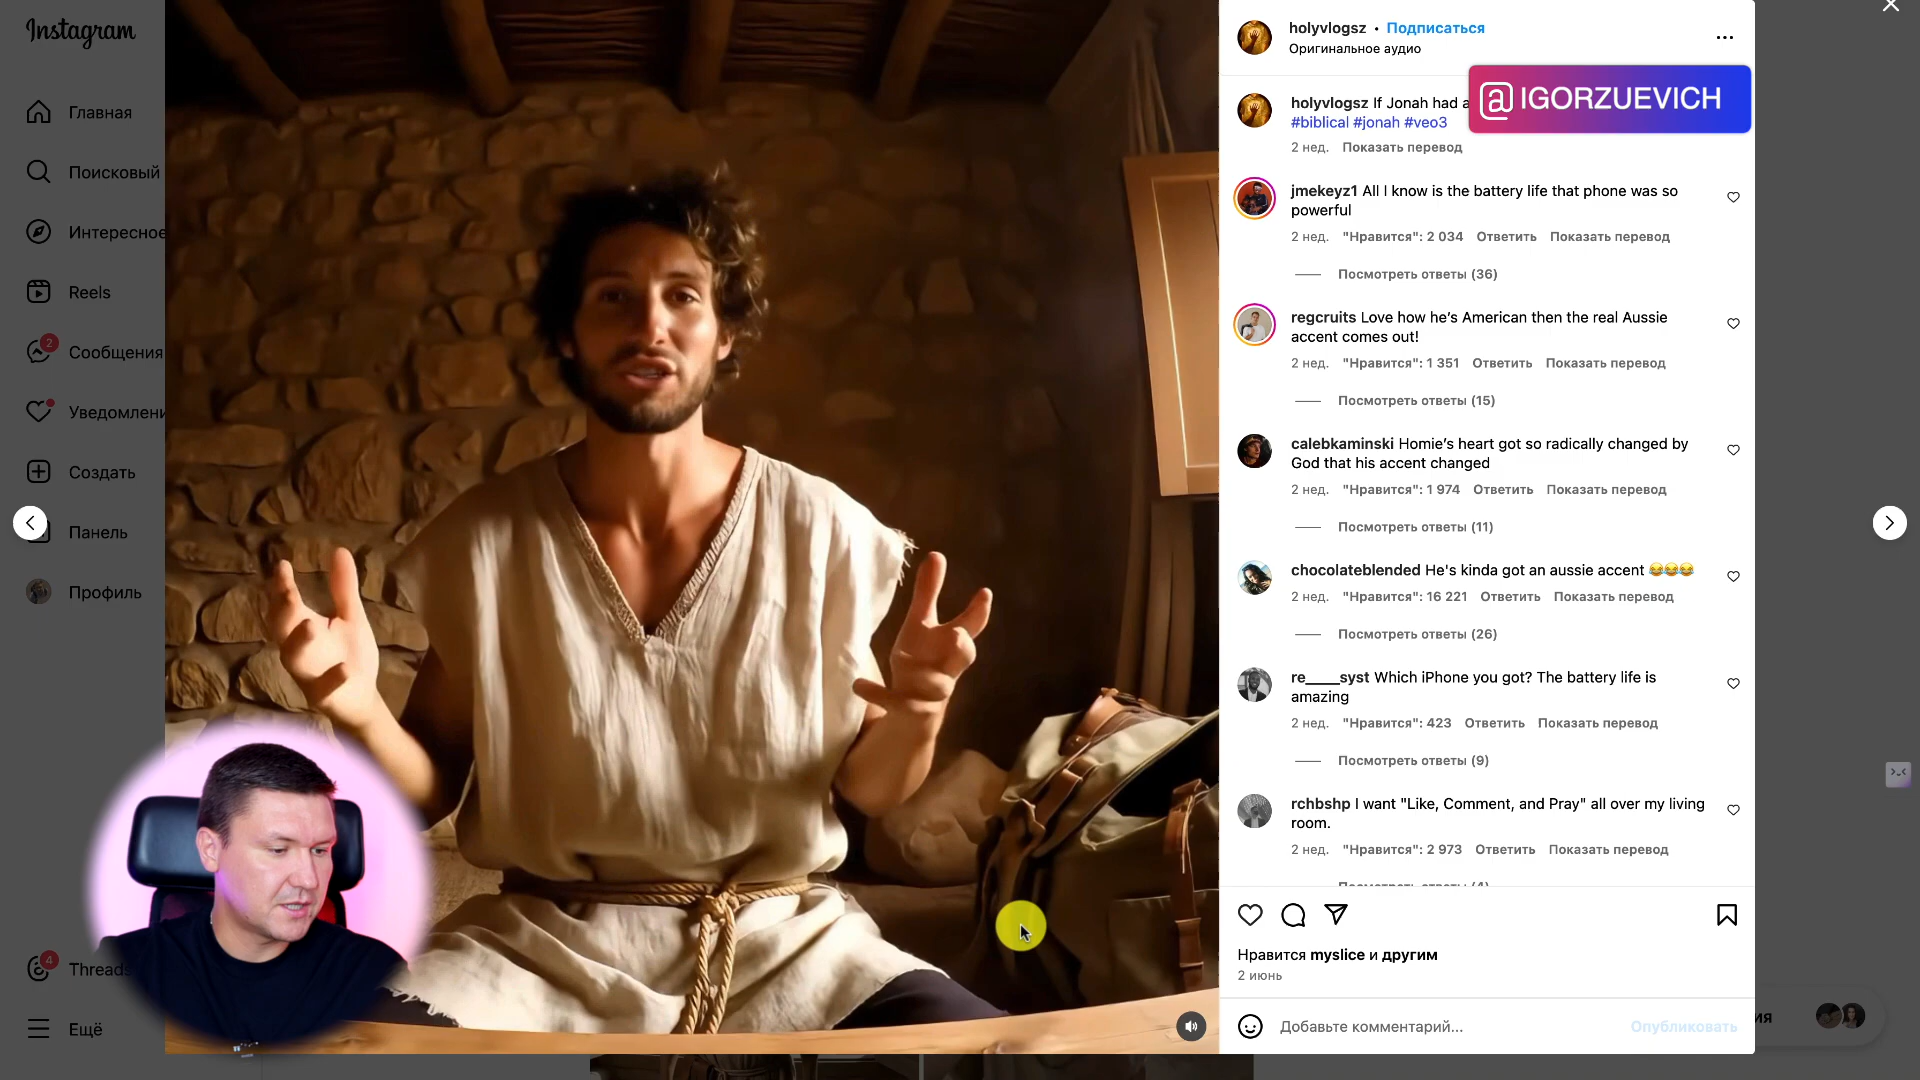 Instagram
Главная
Поисковый
Интересное
Reels
2
Сообщения
Уведомлени
Создать
Панель
Профиль
4
Threads
Ещё
holyvlogsz • Подписаться
Оригинальное аудио
@IGORZUEVICH
holyvlogsz If Jonah had a
#biblical #jonah #veo3
2 нед. Показать перевод
jmekeyz1 All I know is the battery life that phone was so
powerful
2 нед. "Нравится": 2 034 Ответить Показать перевод
Посмотреть ответы (36)
regcruits Love how he’s American then the real Aussie
accent comes out!
2 нед. "Нравится": 1 351 Ответить Показать перевод
Посмотреть ответы (15)
calebkaminski Homie’s heart got so radically changed by
God that his accent changed
2 нед. "Нравится": 1 974 Ответить Показать перевод
Посмотреть ответы (11)
chocolateblended He's kinda got an aussie accent 😂😂😂
2 нед. "Нравится": 16 221 Ответить Показать перевод
Посмотреть ответы (26)
re____syst Which iPhone you got? The battery life is
amazing
2 нед. "Нравится": 423 Ответить Показать перевод
Посмотреть ответы (9)
rchbshp I want "Like, Comment, and Pray" all over my living
room.
2 нед. "Нравится": 2 973 Ответить Показать перевод
Посмотреть ответы (4)
Нравится myslice и другим
2 июнь
Добавьте комментарий...
Опубликовать
ия